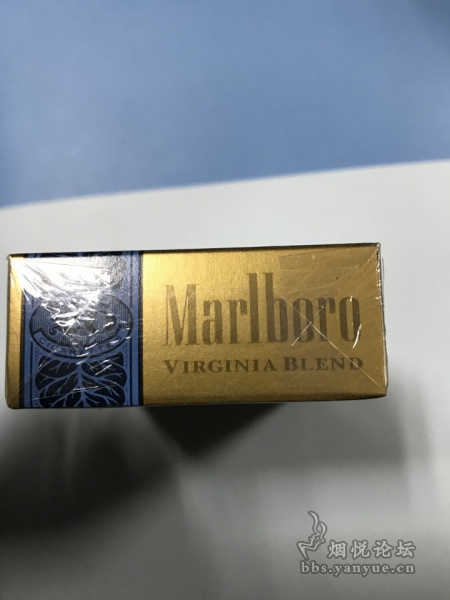 Marlboro
VIRGINIA BLEND
烟悦论坛
bbs.yanyue.cn